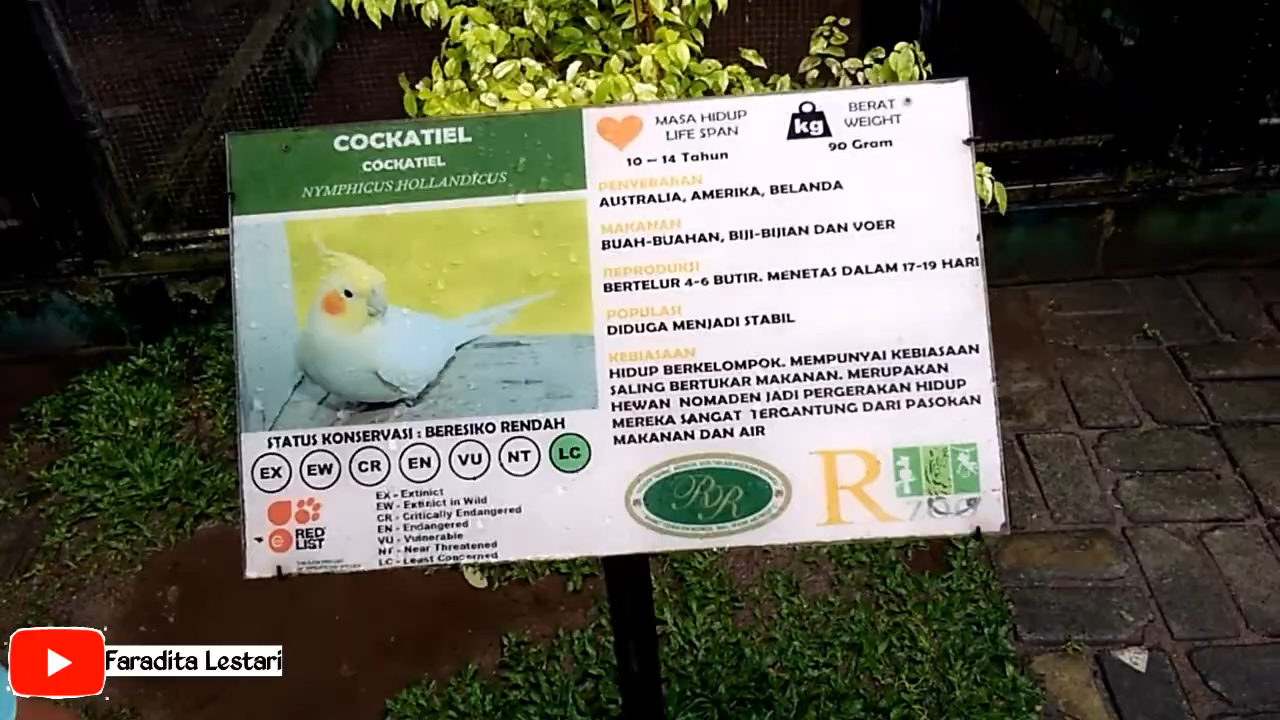 COCKATIEL
COCKATIEL
NYMPHICUS HOLLANDICUS
MASA HIDUP
LIFE SPAN
10 – 14 Tahun
kg
BERAT
WEIGHT
90 Gram
PENYEBARAN
AUSTRALIA, AMERIKA, BELANDA
MAKANAN
BUAH-BUAHAN, BIJI-BIJIAN DAN VOER
REPRODUKSI
BERTELUR 4-6 BUTIR. MENETAS DALAM 17-19 HARI
POPULASI
DIDUGA MENJADI STABIL
KEBIASAAN
HIDUP BERKELOMPOK. MEMPUNYAI KEBIASAAN
SALING BERTUKAR MAKANAN. MERUPAKAN
HEWAN NOMADEN JADI PERGERAKAN HIDUP
MEREKA SANGAT TERGANTUNG DARI PASOKAN
MAKANAN DAN AIR
STATUS KONSERVASI : BERESIKO RENDAH
EX EW CR EN VU NT LC
EX - Extinict
EW - Extinict in Wild
CR - Critically Endangered
EN - Endangered
VU - Vulnerable
NT - Near Threatened
LC - Least Concerned
RED
LIST
RR
R
ZOO
Faradita Lestari